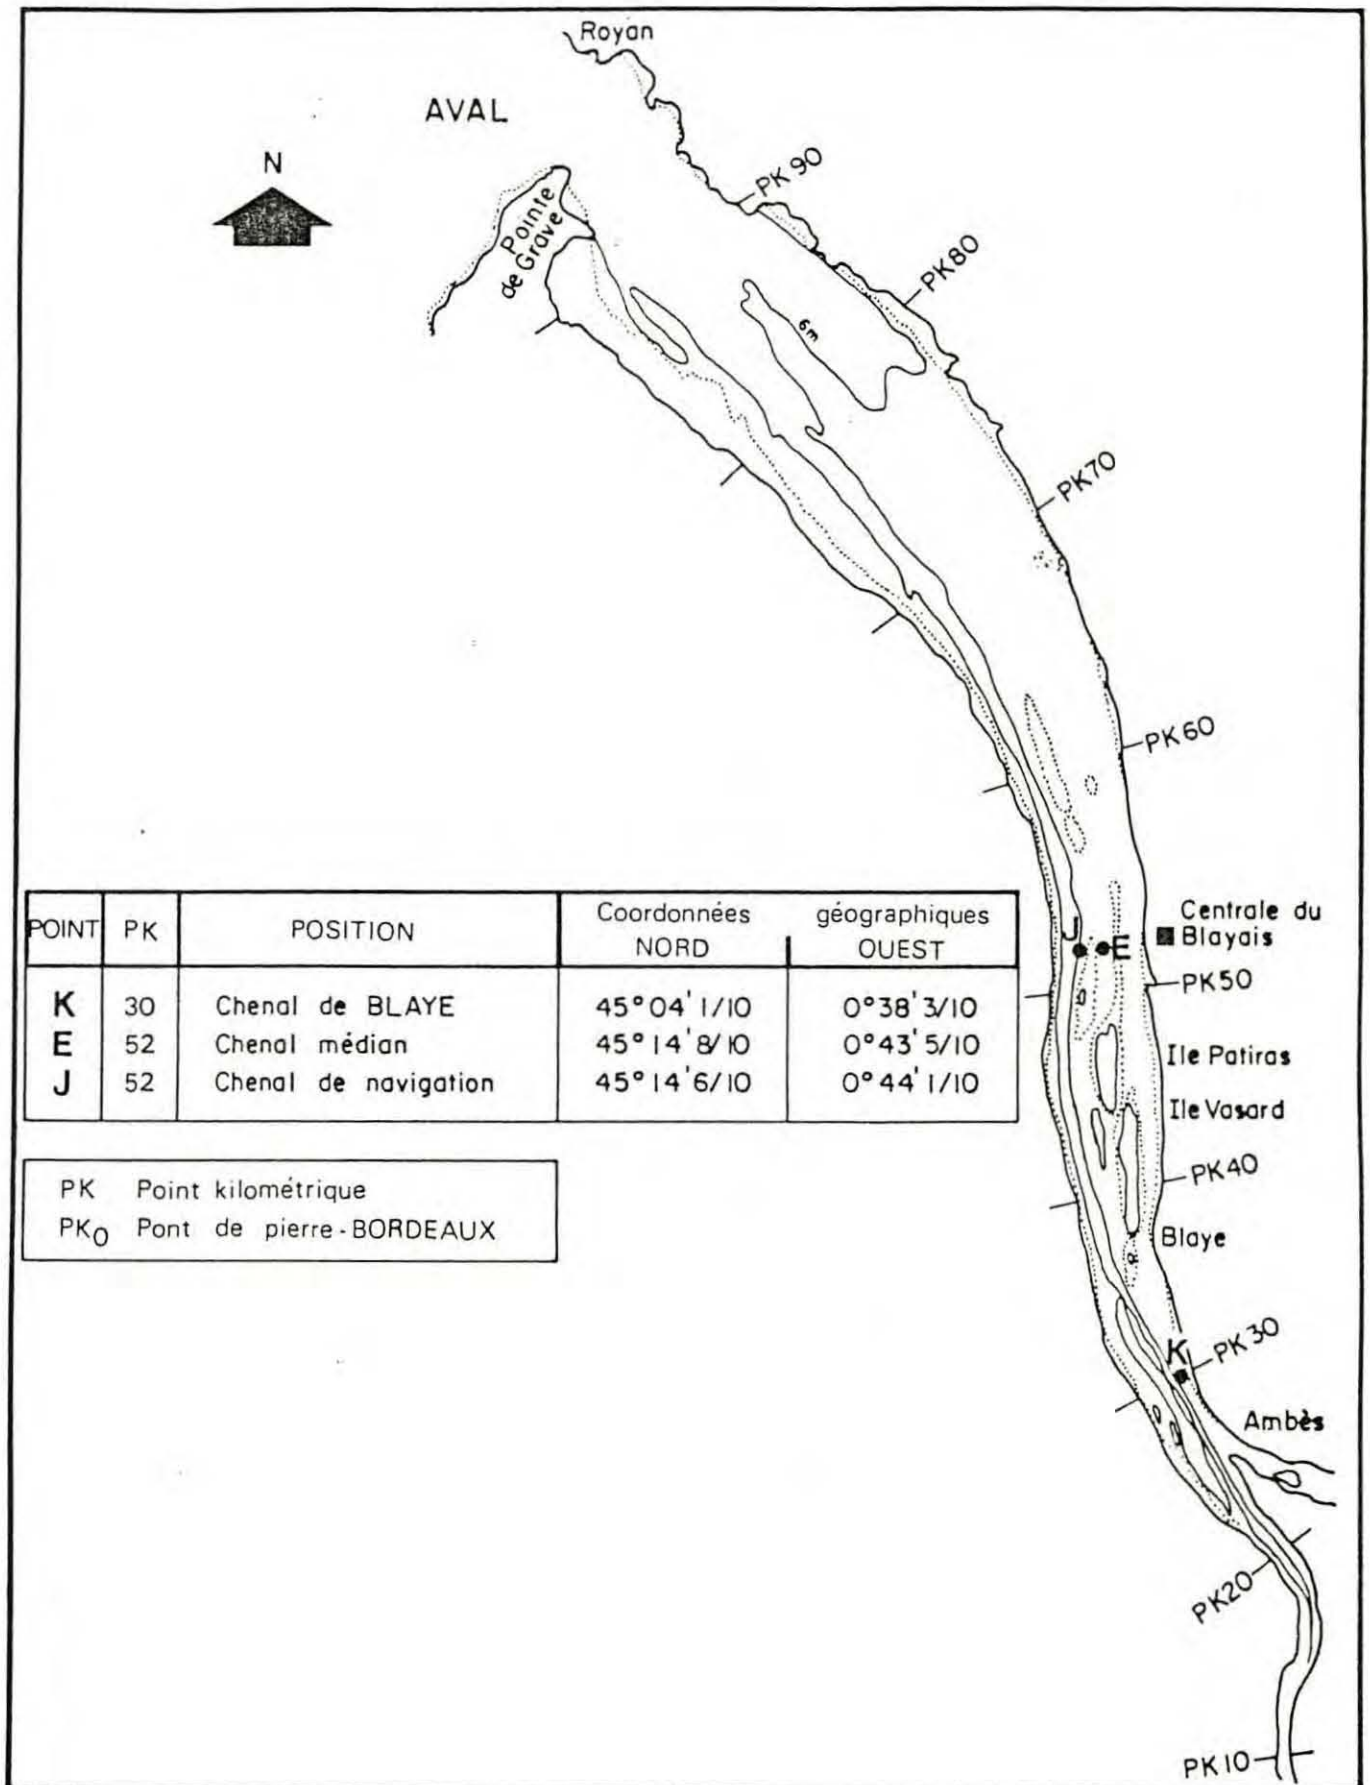 Royan
AVAL
N
PK 90
Pointe
de Grave
PK80
6m
PK70
PK60
POINT PK POSITION Coordonnées géographiques
NORD OUEST
K 30 Chenal de BLAYE 45°04' 1/10 0°38' 3/10
E 52 Chenal médian 45°14' 8/10 0°43' 5/10
J 52 Chenal de navigation 45°14' 6/10 0°44' 1/10
Centrale du
Blayais
J E
PK50
Ile Patiras
Ile Vasard
PK40
PK Point kilométrique
PK0 Pont de pierre-BORDEAUX
Blaye
K PK30
Ambès
PK20
PK10